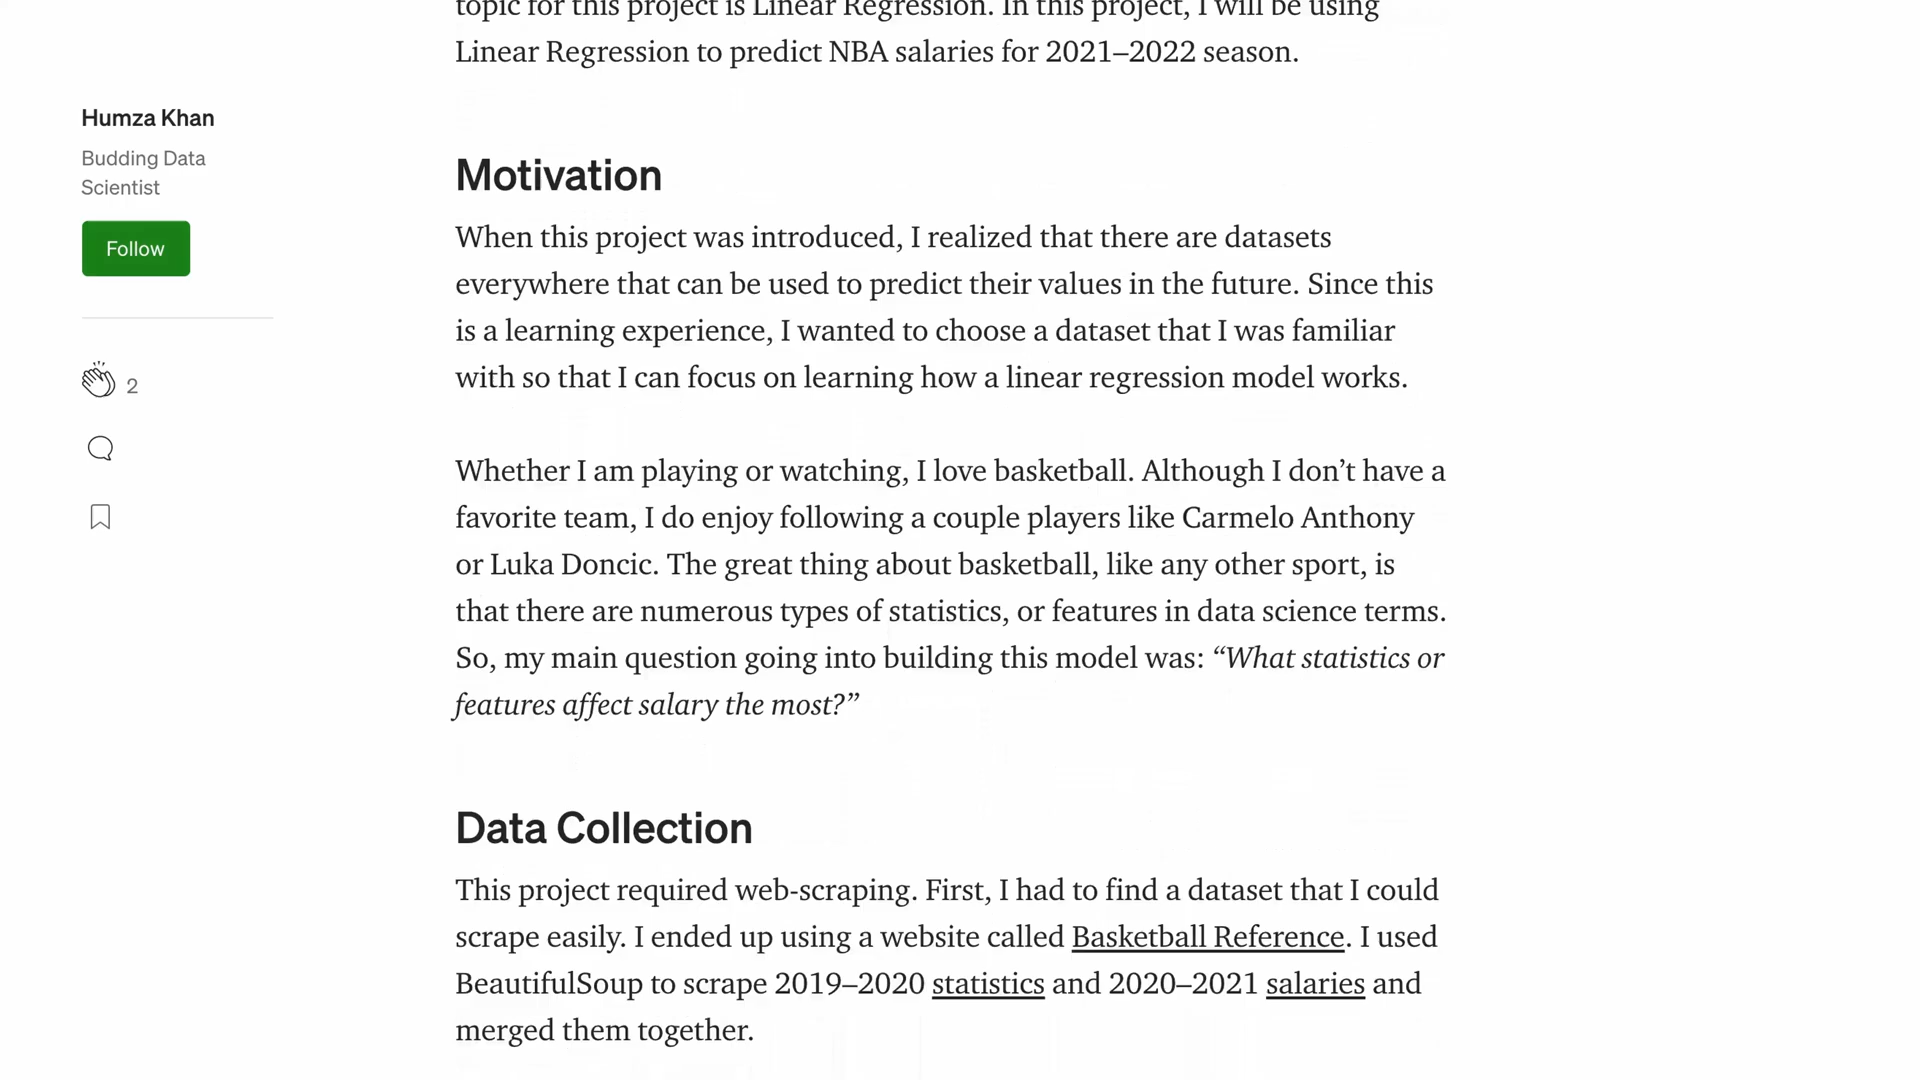 topic for this project is Linear Regression. In this project, I will be using
Linear Regression to predict NBA salaries for 2021–2022 season.
Humza Khan
Budding Data
Scientist
Follow
2
Motivation
When this project was introduced, I realized that there are datasets
everywhere that can be used to predict their values in the future. Since this
is a learning experience, I wanted to choose a dataset that I was familiar
with so that I can focus on learning how a linear regression model works.
Whether I am playing or watching, I love basketball. Although I don’t have a
favorite team, I do enjoy following a couple players like Carmelo Anthony
or Luka Doncic. The great thing about basketball, like any other sport, is
that there are numerous types of statistics, or features in data science terms.
So, my main question going into building this model was: “What statistics or
features affect salary the most?”
Data Collection
This project required web-scraping. First, I had to find a dataset that I could
scrape easily. I ended up using a website called Basketball Reference. I used
BeautifulSoup to scrape 2019–2020 statistics and 2020–2021 salaries and
merged them together.